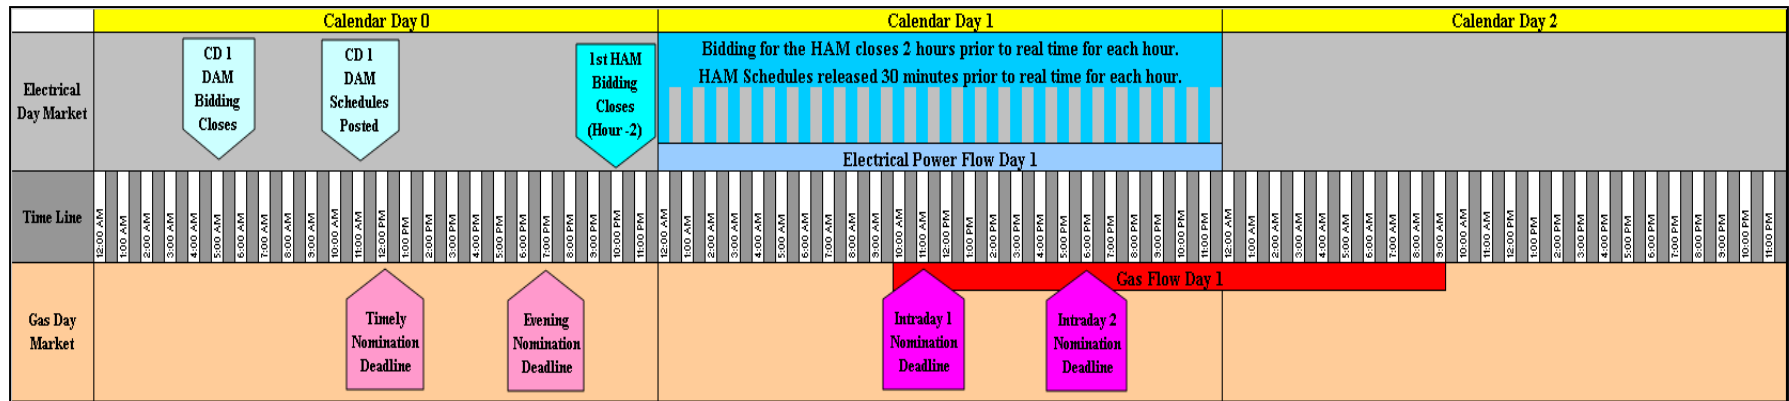 Calendar Day 0
Calendar Day 1
Calendar Day 2
Electrical
Day Market
CD 1
DAM
Bidding
Closes
CD 1
DAM
Schedules
Posted
1st HAM
Bidding
Closes
(Hour -2)
Bidding for the HAM closes 2 hours prior to real time for each hour.
HAM Schedules released 30 minutes prior to real time for each hour.
Electrical Power Flow Day 1
Time Line
12:00 AM
1:00 AM
2:00 AM
3:00 AM
4:00 AM
5:00 AM
6:00 AM
7:00 AM
8:00 AM
9:00 AM
10:00 AM
11:00 AM
12:00 PM
1:00 PM
2:00 PM
3:00 PM
4:00 PM
5:00 PM
6:00 PM
7:00 PM
8:00 PM
9:00 PM
10:00 PM
11:00 PM
12:00 AM
1:00 AM
2:00 AM
3:00 AM
4:00 AM
5:00 AM
6:00 AM
7:00 AM
8:00 AM
9:00 AM
10:00 AM
11:00 AM
12:00 PM
1:00 PM
2:00 PM
3:00 PM
4:00 PM
5:00 PM
6:00 PM
7:00 PM
8:00 PM
9:00 PM
10:00 PM
11:00 PM
12:00 AM
1:00 AM
2:00 AM
3:00 AM
4:00 AM
5:00 AM
6:00 AM
7:00 AM
8:00 AM
9:00 AM
10:00 AM
11:00 AM
12:00 PM
1:00 PM
2:00 PM
3:00 PM
4:00 PM
5:00 PM
6:00 PM
7:00 PM
8:00 PM
9:00 PM
10:00 PM
11:00 PM
Gas Flow Day 1
Gas Day
Market
Timely
Nomination
Deadline
Evening
Nomination
Deadline
Intraday 1
Nomination
Deadline
Intraday 2
Nomination
Deadline